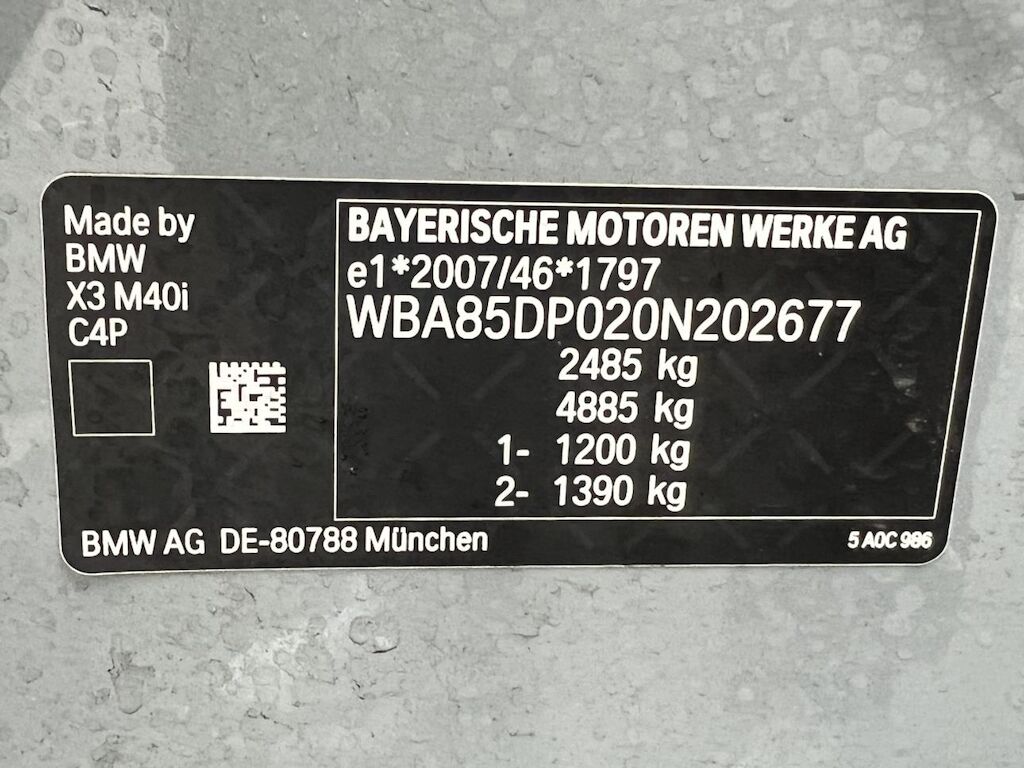 Made by
BMW
X3 M40i
C4P
BAYERISCHE MOTOREN WERKE AG
e1*2007/46*1797
WBA85DP020N202677
2485 kg
4885 kg
1- 1200 kg
2- 1390 kg
BMW AG DE-80788 München
5 A0C 986